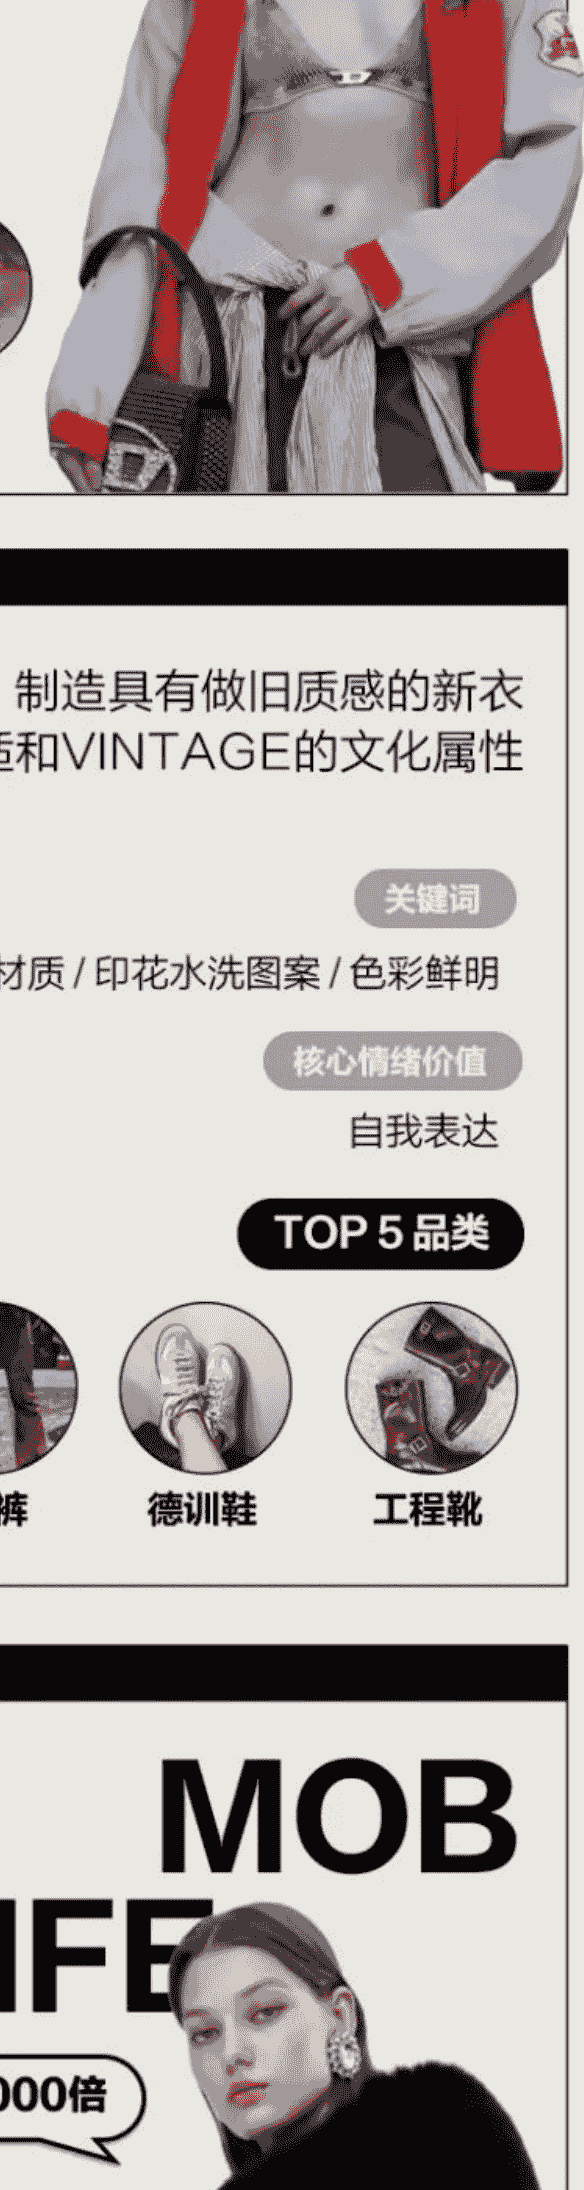 制造具有做旧质感的新衣
和VINTAGE的文化属性
关键词
材质 / 印花水洗图案 / 色彩鲜明
核心情绪价值
自我表达
TOP 5 品类
裤 德训鞋 工程靴
MOB
IFE
000倍